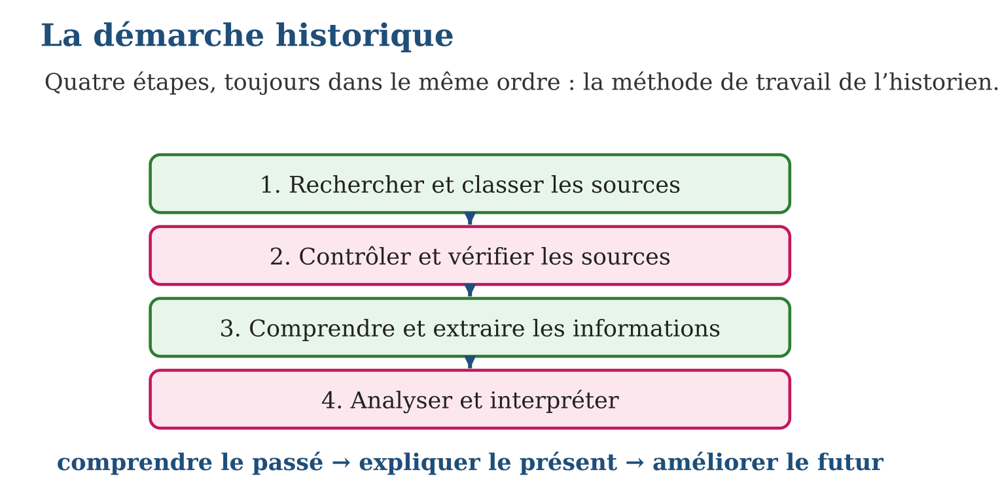 La démarche historique
Quatre étapes, toujours dans le même ordre : la méthode de travail de l’historien.
1. Rechercher et classer les sources
2. Contrôler et vérifier les sources
3. Comprendre et extraire les informations
4. Analyser et interpréter
comprendre le passé → expliquer le présent → améliorer le futur